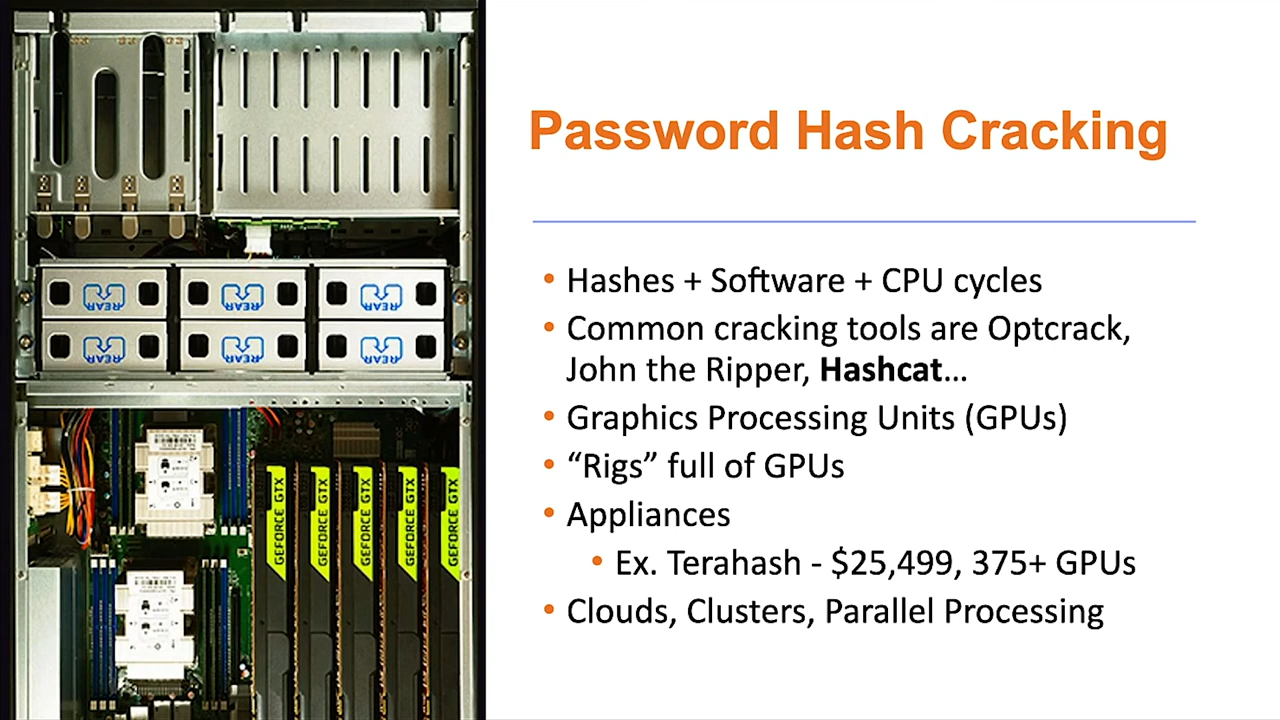 Password Hash Cracking
• Hashes + Software + CPU cycles
• Common cracking tools are Optcrack,
John the Ripper, Hashcat…
• Graphics Processing Units (GPUs)
• “Rigs” full of GPUs
• Appliances
• Ex. Terahash - $25,499, 375+ GPUs
• Clouds, Clusters, Parallel Processing
REAR
REAR
REAR
REAR
REAR
REAR
GEFORCE GTX
GEFORCE GTX
GEFORCE GTX
GEFORCE GTX
GEFORCE GTX